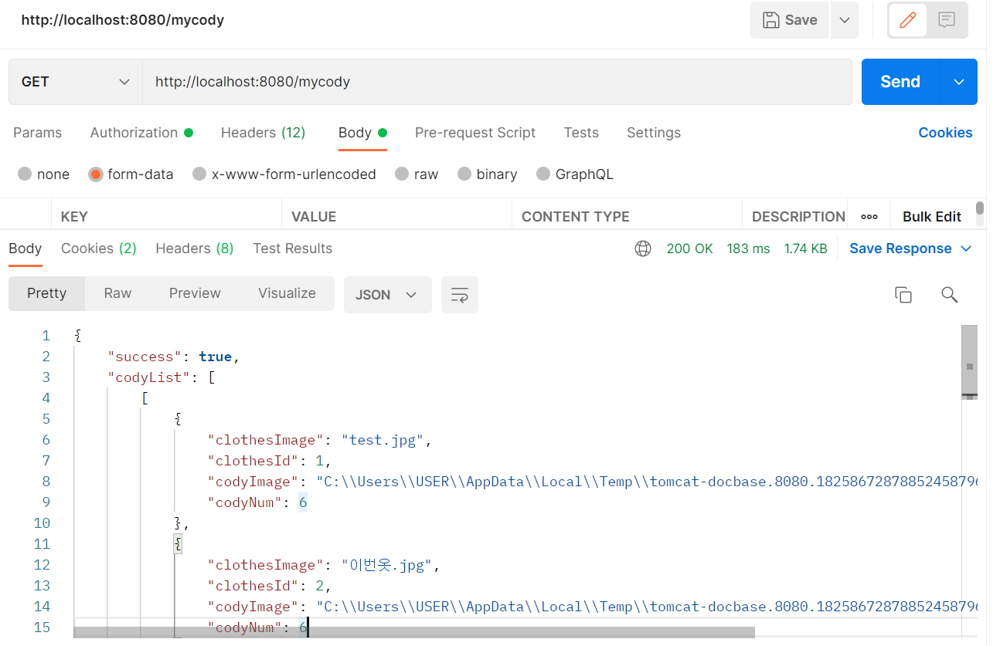 http://localhost:8080/mycody Save
GET http://localhost:8080/mycody Send
Params Authorization Headers (12) Body Pre-request Script Tests Settings Cookies
none form-data x-www-form-urlencoded raw binary GraphQL
KEY VALUE CONTENT TYPE DESCRIPTION ooo Bulk Edit
Body Cookies (2) Headers (8) Test Results 200 OK 183 ms 1.74 KB Save Response
Pretty Raw Preview Visualize JSON
1 {
2 "success": true,
3 "codyList": [
4 [
5 {
6 "clothesImage": "test.jpg",
7 "clothesId": 1,
8 "codyImage": "C:\\Users\\USER\\AppData\\Local\\Temp\\tomcat-docbase.8080.1825867287885245879
9 "codyNum": 6
10 },
11 {
12 "clothesImage": "이번옷.jpg",
13 "clothesId": 2,
14 "codyImage": "C:\\Users\\USER\\AppData\\Local\\Temp\\tomcat-docbase.8080.1825867287885245879
15 "codyNum": 6